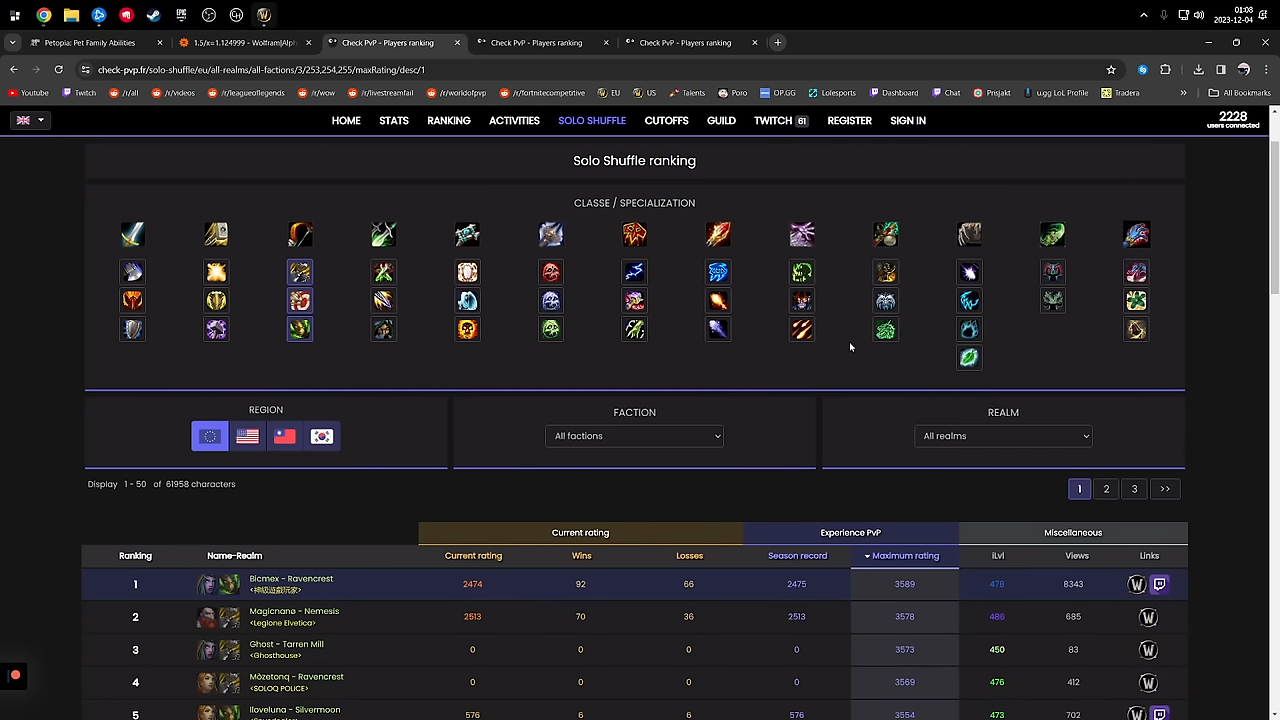 01:08
2023-12-04
Petopia: Pet Family Abilities
1.5/x=1.124999 - Wolfram|Alph
Check PvP - Players ranking
Check PvP - Players ranking
Check PvP - Players ranking
check-pvp.fr/solo-shuffle/eu/all-realms/all-factions/3/253,254,255/maxRating/desc/1
Youtube Twitch r/all r/videos r/leagueoflegends r/wow r/livestreamfail r/worldofpvp r/fortnitecompetitive EU US Talents Poro OP.GG Lolesports Dashboard Chat Prisjakt u.gg LoL Profile Tradera All Bookmarks
HOME STATS RANKING ACTIVITIES SOLO SHUFFLE CUTOFFS GUILD TWITCH 61 REGISTER SIGN IN
2228
users connected
Solo Shuffle ranking
CLASSE / SPECIALIZATION
REGION
FACTION
All factions
REALM
All realms
Display 1 - 50 of 61958 characters
1 2 3 >>
Current rating Experience PvP Miscellaneous
Ranking Name-Realm Current rating Wins Losses Season record Maximum rating iLvl Views Links
1 Bicmex - Ravencrest 2474 92 66 2475 3589 478 8343
<神級遊戲玩家>
2 Magicnanø - Nemesis 2513 70 36 2513 3578 486 685
<Legione Elvetica>
3 Ghost - Tarren Mill 0 0 0 0 3573 450 83
<Ghosthouse>
4 Mòzetonq - Ravencrest 0 0 0 0 3569 476 412
<SOLOQ POLICE>
5 Iloveluna - Silvermoon 576 6 6 576 3554 473 702